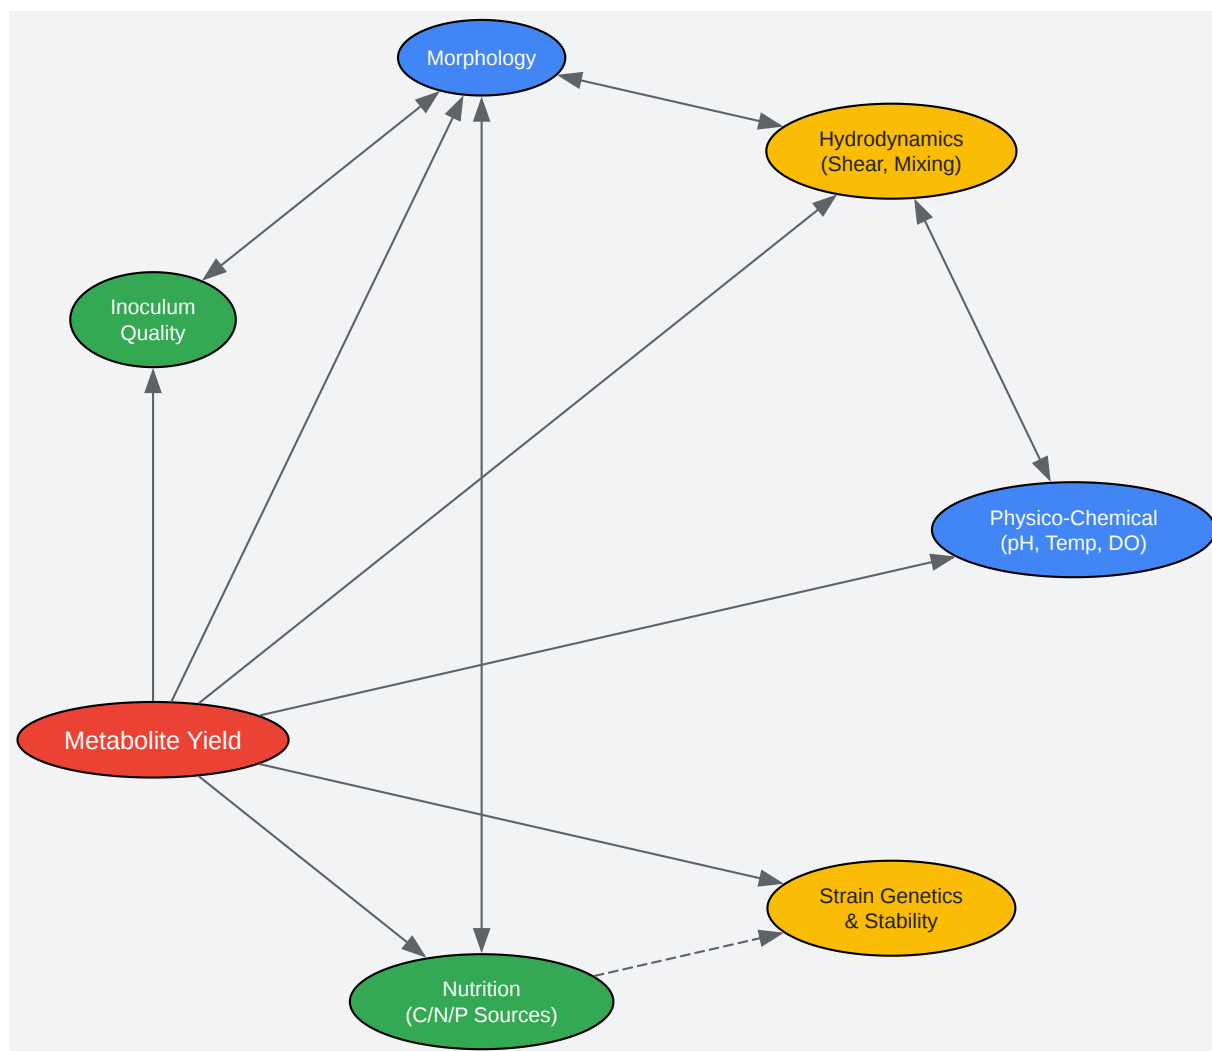 Morphology
Hydrodynamics
(Shear, Mixing)
Inoculum
Quality
Physico-Chemical
(pH, Temp, DO)
Metabolite Yield
Strain Genetics
& Stability
Nutrition
(C/N/P Sources)